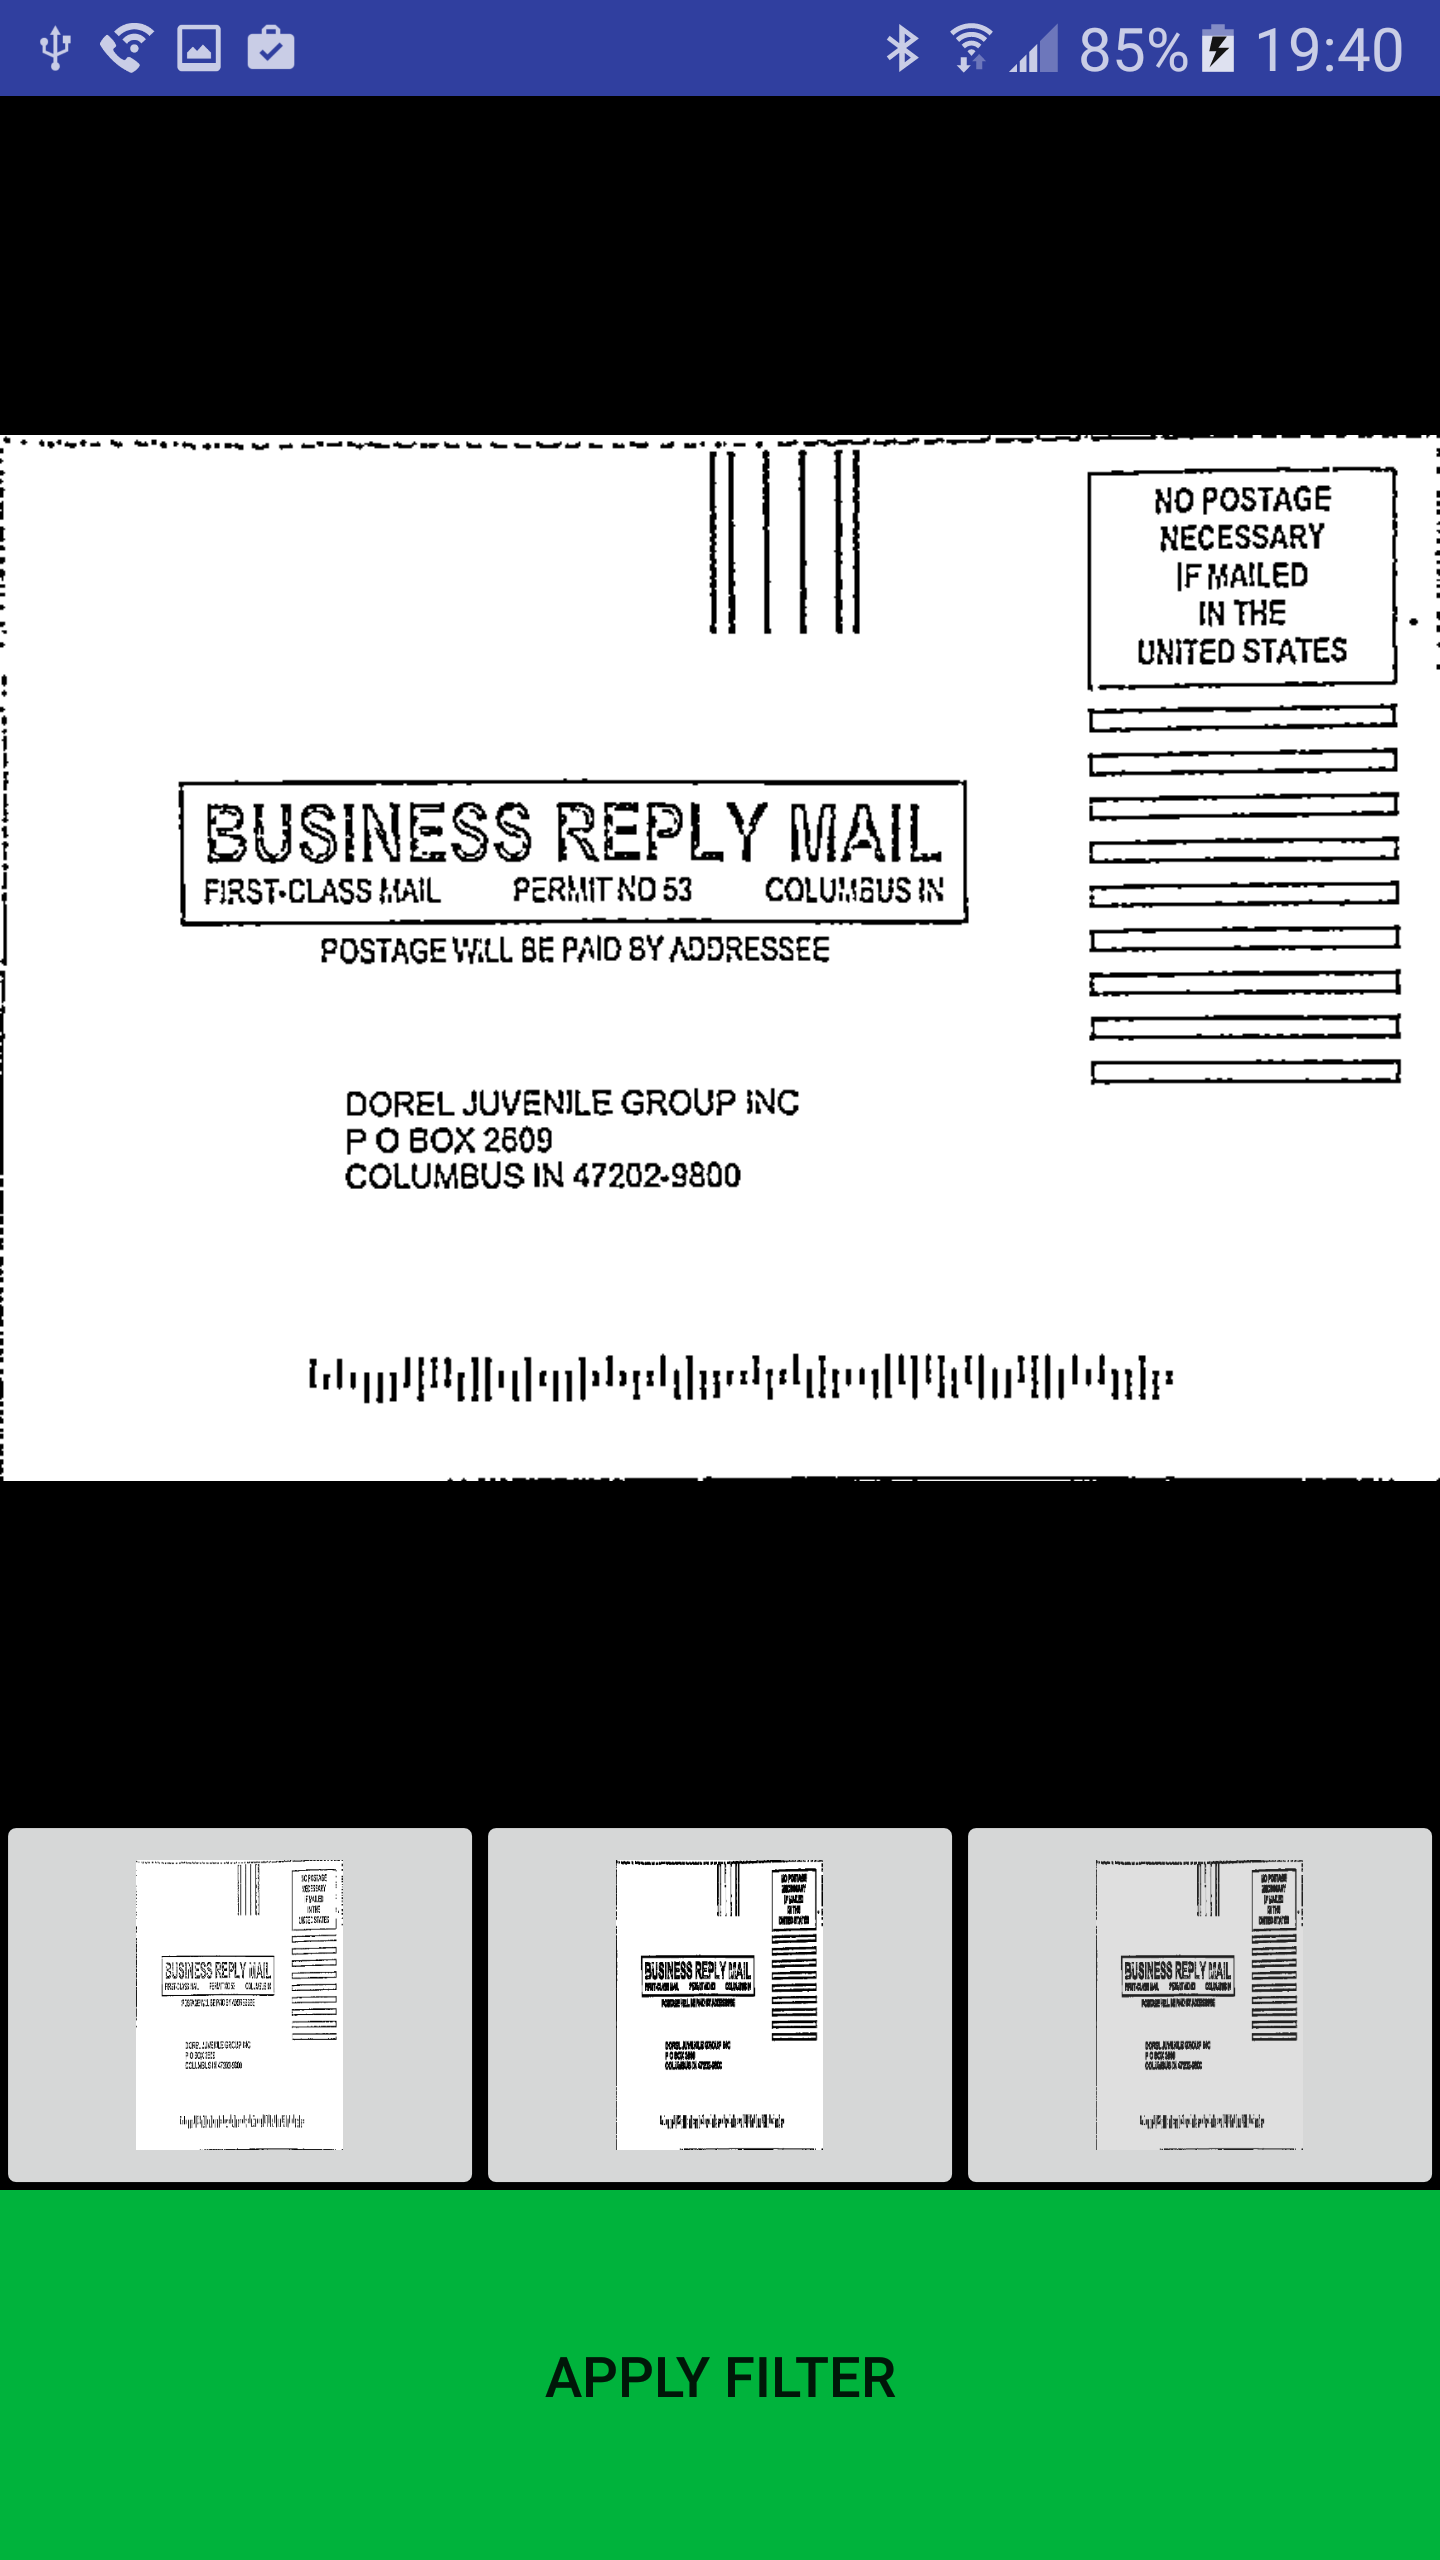 85% 19:40
NO POSTAGE
NECESSARY
IF MAILED
IN THE
UNITED STATES
BUSINESS REPLY MAIL
FIRST-CLASS MAIL PERMIT NO 53 COLUMBUS IN
POSTAGE WILL BE PAID BY ADDRESSEE
DOREL JUVENILE GROUP INC
P O BOX 2609
COLUMBUS IN 47202-9800
APPLY FILTER